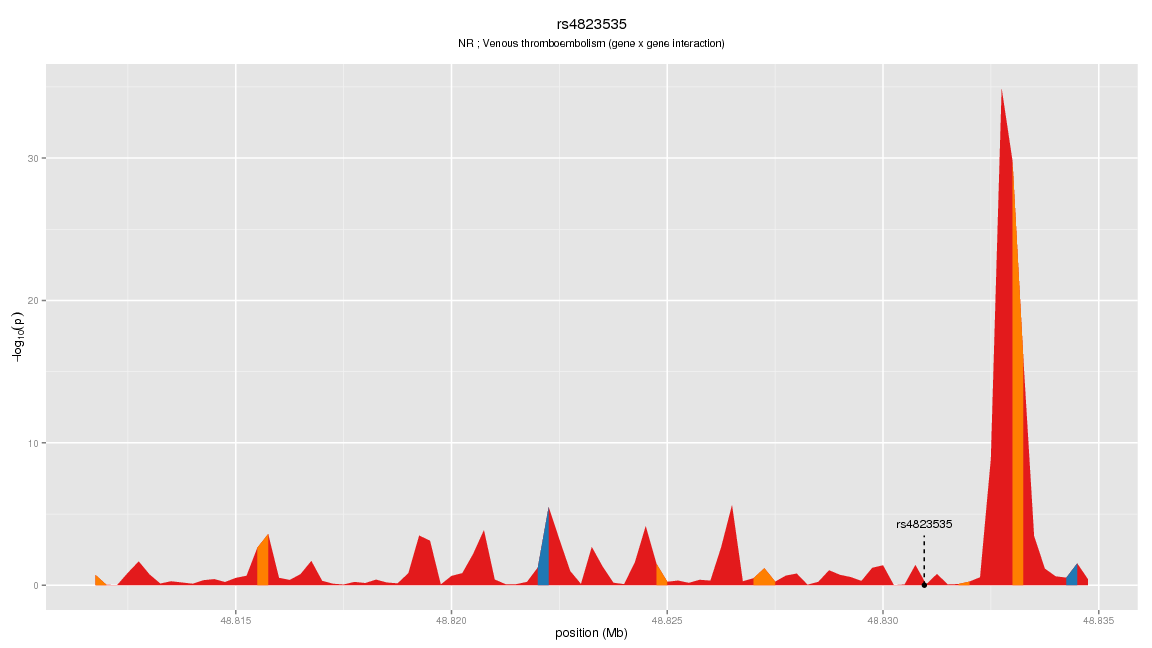 rs4823535
NR ; Venous thromboembolism (gene x gene interaction)
30
20
10
0
−log10(p)
rs4823535
48.815 48.820 48.825 48.830 48.835
position (Mb)